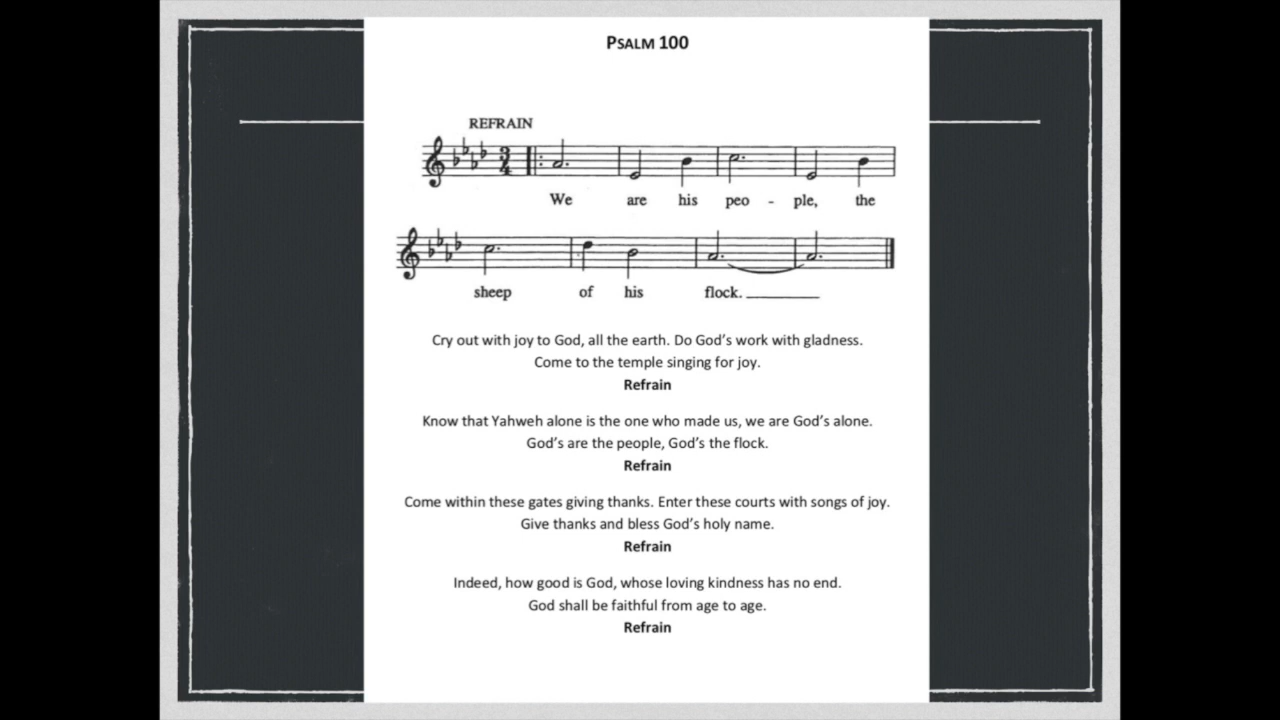 PSALM 100
REFRAIN
3
4
We are his peo - ple, the
sheep of his flock.
Cry out with joy to God, all the earth. Do God’s work with gladness.
Come to the temple singing for joy.
Refrain
Know that Yahweh alone is the one who made us, we are God’s alone.
God’s are the people, God’s the flock.
Refrain
Come within these gates giving thanks. Enter these courts with songs of joy.
Give thanks and bless God’s holy name.
Refrain
Indeed, how good is God, whose loving kindness has no end.
God shall be faithful from age to age.
Refrain